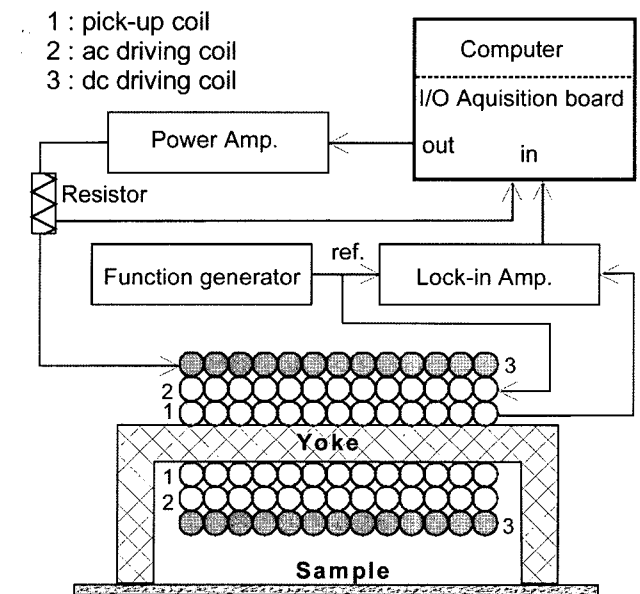 1 : pick-up coil
2 : ac driving coil
3 : dc driving coil
Computer
I/O Aquisition board
out
in
Power Amp.
Resistor
ref.
Function generator
Lock-in Amp.
3
2
1
Yoke
1
2
3
Sample